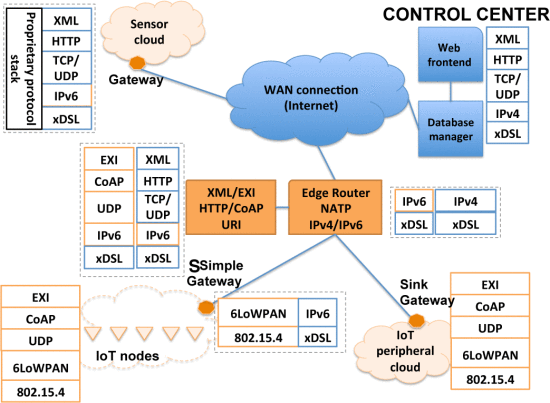 Proprietary protocol
stack
XML
HTTP
TCP/
UDP
IPv6
xDSL
Sensor
cloud
Gateway
WAN connection
(Internet)
CONTROL CENTER
Web
frontend
Database
manager
XML
HTTP
TCP/
UDP
IPv4
xDSL
EXI
CoAP
UDP
IPv6
xDSL
XML
HTTP
TCP/
UDP
IPv6
xDSL
XML/EXI
HTTP/CoAP
URI
Edge Router
NATP
IPv4/IPv6
IPv6 IPv4
xDSL xDSL
SSimple
Gateway
Sink
Gateway
EXI
CoAP
UDP
6LoWPAN
802.15.4
IoT nodes
6LoWPAN IPv6
802.15.4 xDSL
IoT
peripheral
cloud
EXI
CoAP
UDP
6LoWPAN
802.15.4